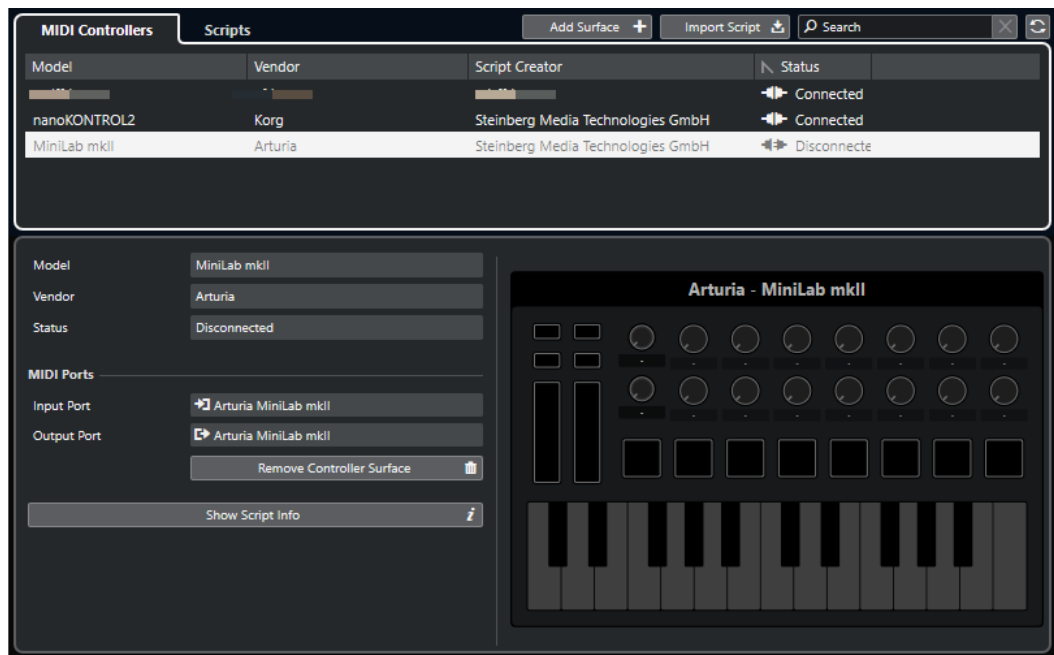 MIDI Controllers Scripts Add Surface Import Script Search
Model Vendor Script Creator Status
Connected
nanoKONTROL2 Korg Steinberg Media Technologies GmbH Connected
MiniLab mkII Arturia Steinberg Media Technologies GmbH Disconnecte
Model MiniLab mkII
Vendor Arturia
Status Disconnected
MIDI Ports
Input Port Arturia MiniLab mkII
Output Port Arturia MiniLab mkII
Remove Controller Surface
Show Script Info
Arturia - MiniLab mkII